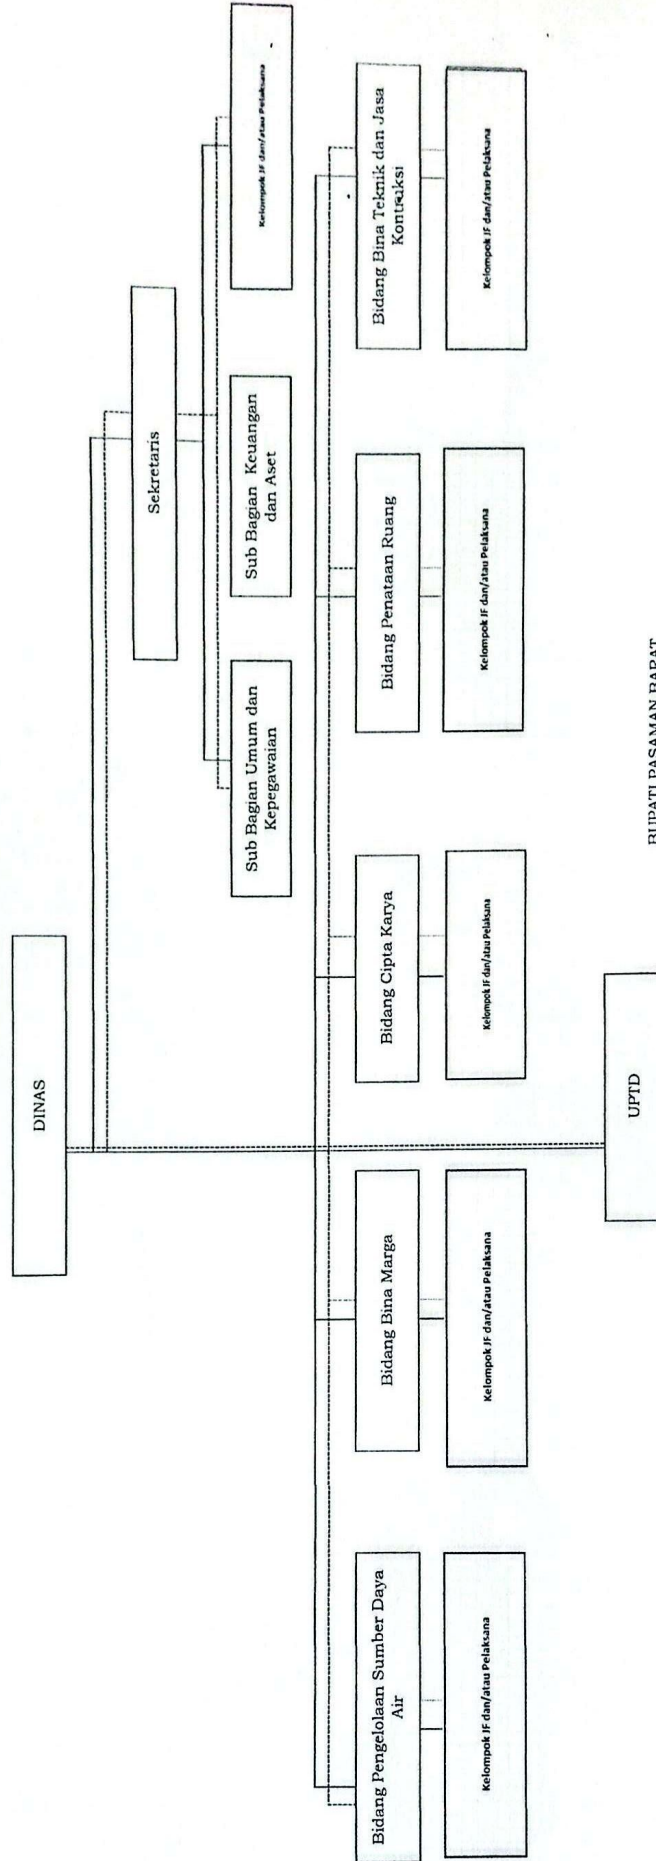 DINAS
Sekretaris
Sub Bagian Umum dan
Kepegawaian
Sub Bagian Keuangan
dan Aset
Kelompok JF dan/atau Pelaksana
Bidang Pengelolaan Sumber Daya
Air
Bidang Bina Marga
Bidang Cipta Karya
Bidang Penataan Ruang
Bidang Bina Teknik dan Jasa
Kontruksi
Kelompok JF dan/atau Pelaksana
Kelompok JF dan/atau Pelaksana
Kelompok JF dan/atau Pelaksana
Kelompok JF dan/atau Pelaksana
Kelompok JF dan/atau Pelaksana
UPTD
BUPATI PASAMAN BARAT